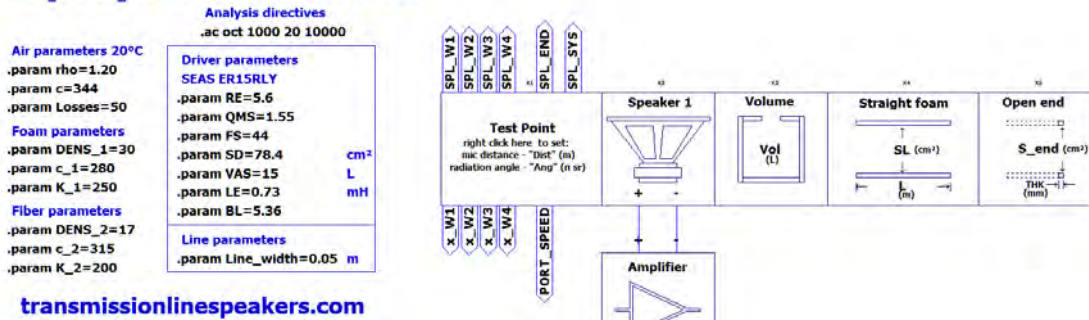 Analysis directives
.ac oct 1000 20 10000
Air parameters 20°C
.param rho=1.20
.param c=344
.param Losses=50
Foam parameters
.param DENS_1=30
.param c_1=280
.param K_1=250
Fiber parameters
.param DENS_2=17
.param c_2=315
.param K_2=200
Driver parameters
SEAS ER15RLY
.param RE=5.6
.param QMS=1.55
.param FS=44
.param SD=78.4 cm²
.param VAS=15 L
.param LE=0.73 mH
.param BL=5.36
Line parameters
.param Line_width=0.05 m
transmissionlinespeakers.com
SPL_W1
SPL_W2
SPL_W3
SPL_W4
SPL_END
SPL_SYS
X1
X2
X3
X4
X5
Test Point
right click here to set:
mic distance - "Dist" (m)
radiation angle - "Ang" (n sr)
Speaker 1
+ -
Volume
Vol
(L)
Straight foam
SL (cm²)
L
(m)
Open end
S_end (cm²)
THK
(mm)
x_W1
x_W2
x_W3
x_W4
PORT_SPEED
+ -
Amplifier